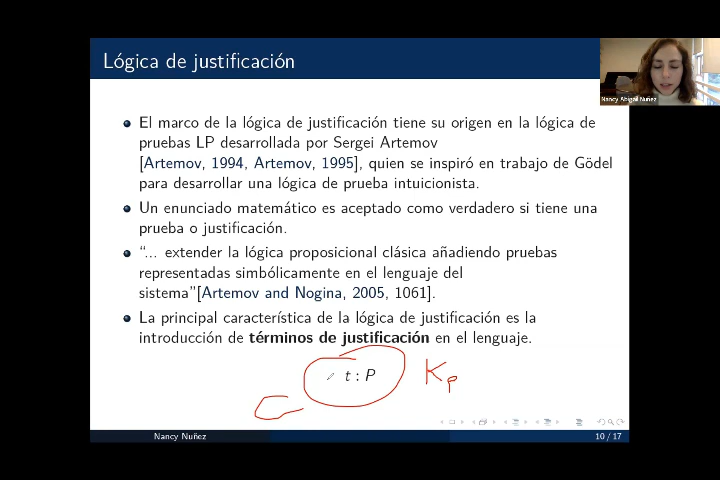 Lógica de justificación
Nancy Abigail Nuñez
El marco de la lógica de justificación tiene su origen en la lógica de
pruebas LP desarrollada por Sergei Artemov
[Artemov, 1994, Artemov, 1995], quien se inspiró en trabajo de Gödel
para desarrollar una lógica de prueba intuicionista.
Un enunciado matemático es aceptado como verdadero si tiene una
prueba o justificación.
“... extender la lógica proposicional clásica añadiendo pruebas
representadas simbólicamente en el lenguaje del
sistema”[Artemov and Nogina, 2005, 1061].
La principal característica de la lógica de justificación es la
introducción de términos de justificación en el lenguaje.
t : P
Kp
Nancy Nuñez
10 / 17